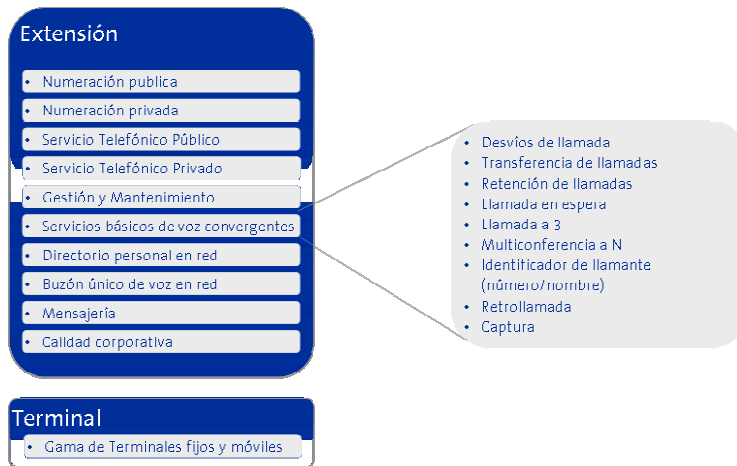 Extensión
• Numeración publica
• Numeración privada
• Servicio Telefónico Público
• Servicio Telefónico Privado
• Gestión y Mantenimiento
• Servicios básicos de voz convergentes
• Directorio personal en red
• Buzón único de voz en red
• Mensajería
• Calidad corporativa
• Desvíos de llamada
• Transferencia de llamadas
• Retención de llamadas
• Llamada en espera
• Llamada a 3
• Multiconferencia a N
• Identificador de llamante
(número/nombre)
• Retrollamada
• Captura
Terminal
• Gama de Terminales fijos y móviles